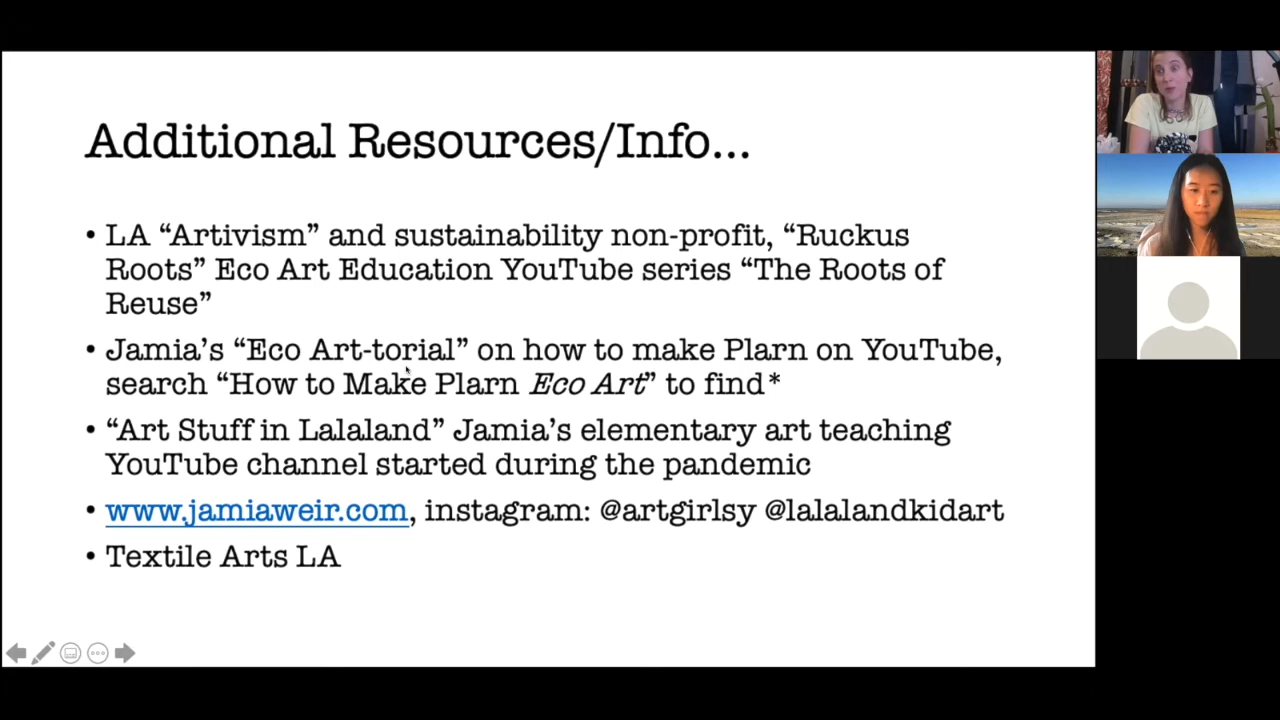 Additional Resources/Info...
• LA “Artivism” and sustainability non-profit, “Ruckus
Roots” Eco Art Education YouTube series “The Roots of
Reuse”
• Jamia’s “Eco Art-torial” on how to make Plarn on YouTube,
search “How to Make Plarn Eco Art” to find*
• “Art Stuff in Lalaland” Jamia’s elementary art teaching
YouTube channel started during the pandemic
• www.jamiaweir.com, instagram: @artgirlsy @lalalandkidart
• Textile Arts LA